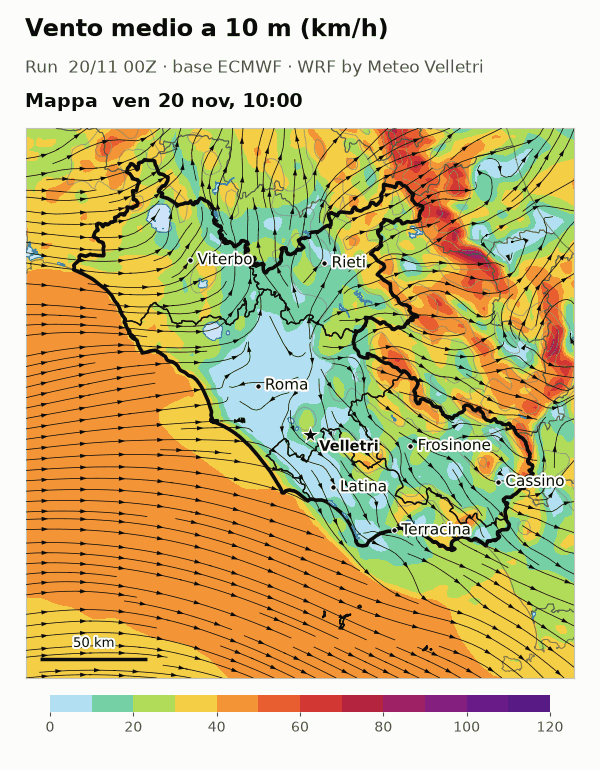 Vento medio a 10 m (km/h)
Run 20/11 00Z · base ECMWF · WRF by Meteo Velletri
Mappa ven 20 nov, 10:00
Viterbo
Rieti
Roma
Velletri
Frosinone
Cassino
Latina
Terracina
50 km
0 20 40 60 80 100 120